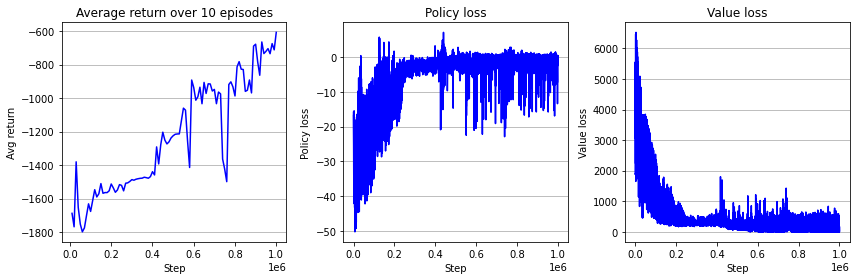 Average return over 10 episodes
Avg return
−600
−800
−1000
−1200
−1400
−1600
−1800
0.0 0.2 0.4 0.6 0.8 1.0
1e6
Step
Policy loss
Policy loss
0
−10
−20
−30
−40
−50
0.0 0.2 0.4 0.6 0.8 1.0
1e6
Step
Value loss
Value loss
6000
5000
4000
3000
2000
1000
0
0.0 0.2 0.4 0.6 0.8 1.0
1e6
Step